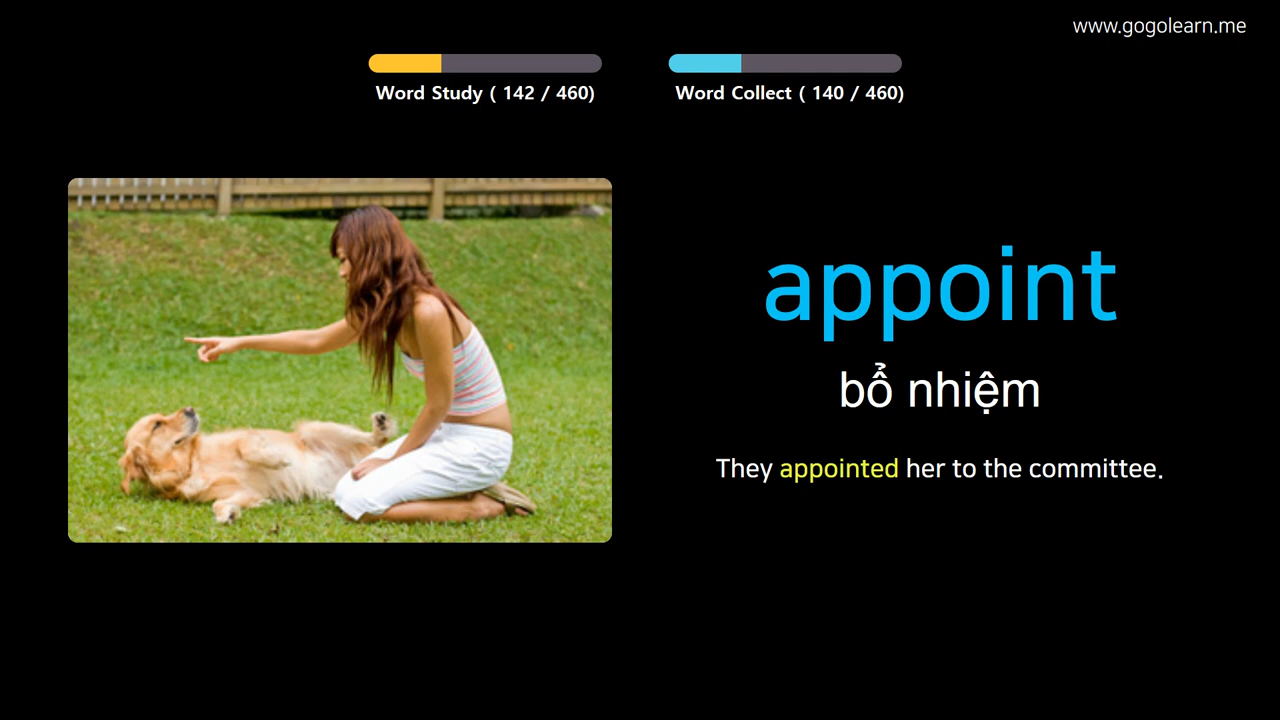 www.gogolearn.me
Word Study ( 142 / 460)
Word Collect ( 140 / 460)
appoint
bổ nhiệm
They appointed her to the committee.